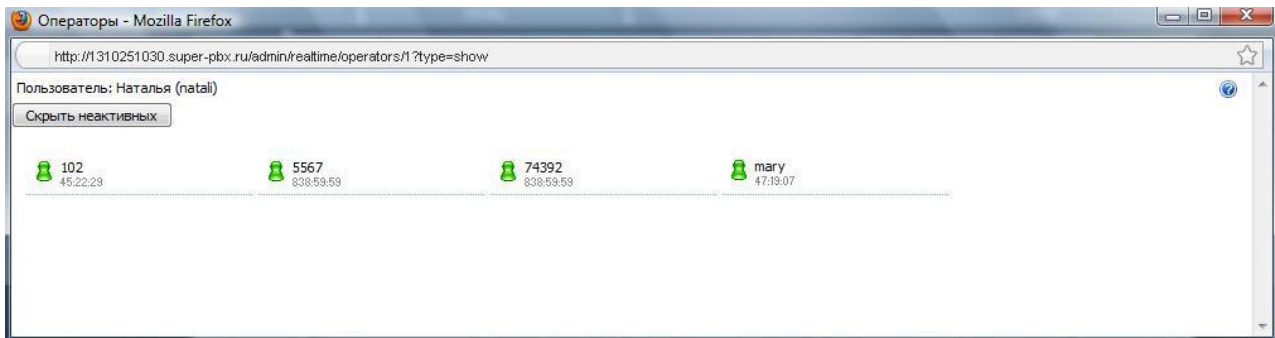 Операторы - Mozilla Firefox
http://1310251030.super-pbx.ru/admin/realtime/operators/1?type=show
Пользователь: Наталья (natali)
Скрыть неактивных
102 5567 74392 mary
45:22:29 838:59:59 838:59:59 47:19:07